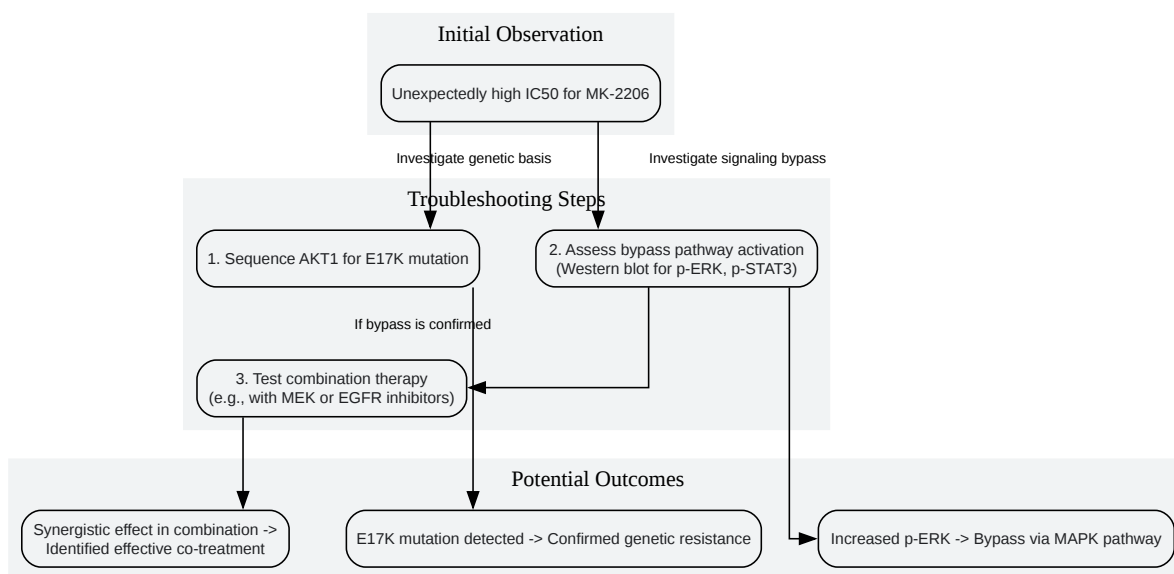 Initial Observation
Unexpectedly high IC50 for MK-2206
Investigate genetic basis
Investigate signaling bypass
Troubleshooting Steps
1. Sequence AKT1 for E17K mutation
2. Assess bypass pathway activation
(Western blot for p-ERK, p-STAT3)
If bypass is confirmed
3. Test combination therapy
(e.g., with MEK or EGFR inhibitors)
Potential Outcomes
Synergistic effect in combination ->
Identified effective co-treatment
E17K mutation detected -> Confirmed genetic resistance
Increased p-ERK -> Bypass via MAPK pathway